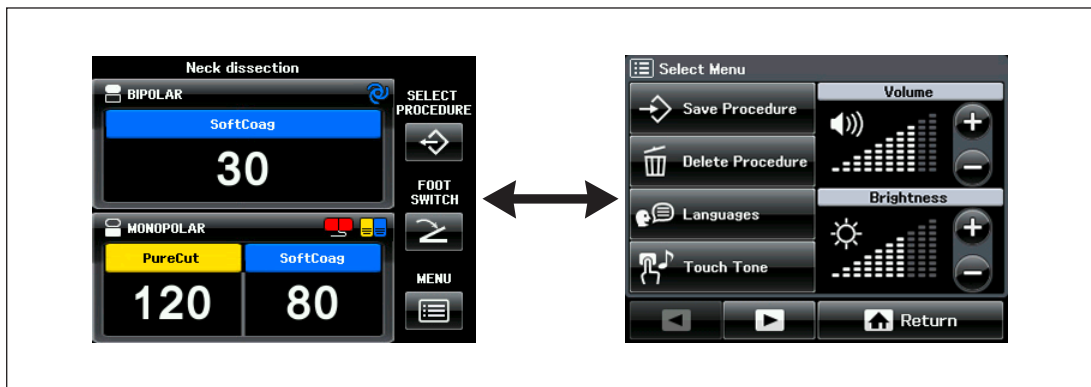 Neck dissection
BIPOLAR
SoftCoag
30
MONOPOLAR
PureCut
SoftCoag
120
80
SELECT
PROCEDURE
FOOT
SWITCH
MENU
Select Menu
Save Procedure
Delete Procedure
Languages
Touch Tone
Volume
Brightness
Return